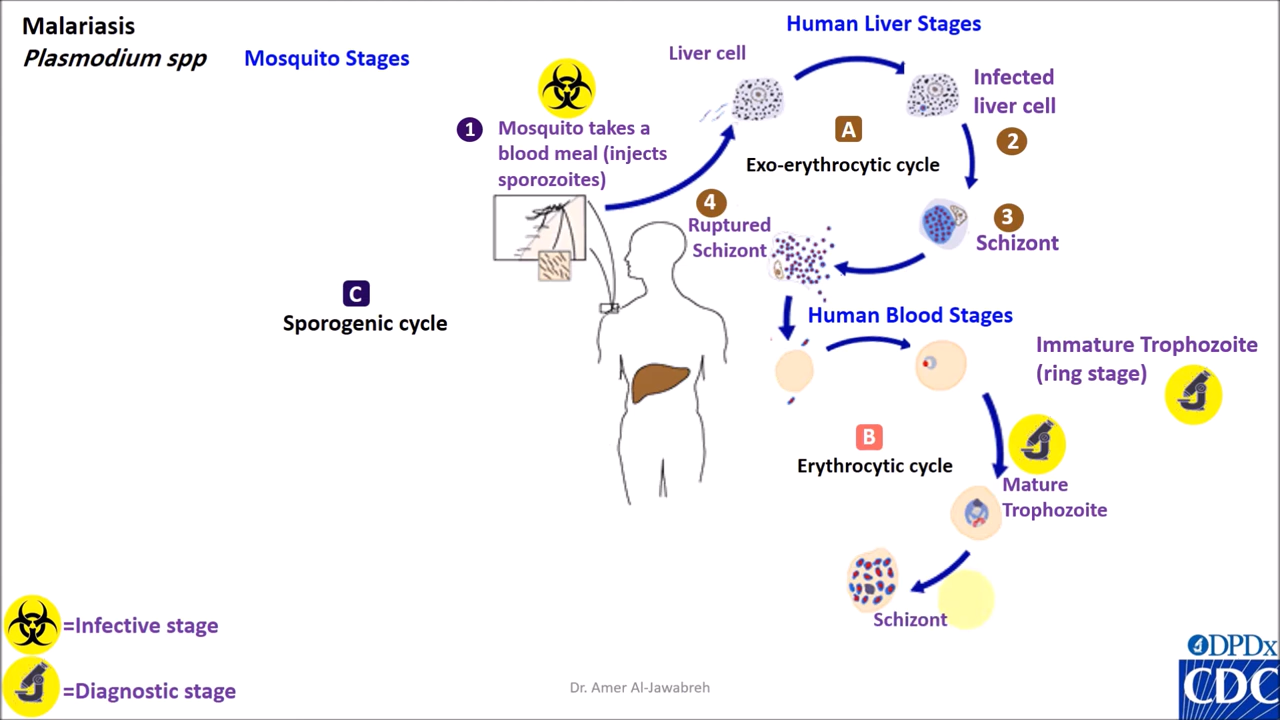 Malariasis
Plasmodium spp
Mosquito Stages
Human Liver Stages
Liver cell
Infected
liver cell
1
Mosquito takes a
blood meal (injects
sporozoites)
A
Exo-erythrocytic cycle
2
4
Ruptured
Schizont
3
Schizont
C
Sporogenic cycle
Human Blood Stages
Immature Trophozoite
(ring stage)
B
Erythrocytic cycle
Mature
Trophozoite
Schizont
=Infective stage
=Diagnostic stage
Dr. Amer Al-Jawabreh
DPDx
CDC